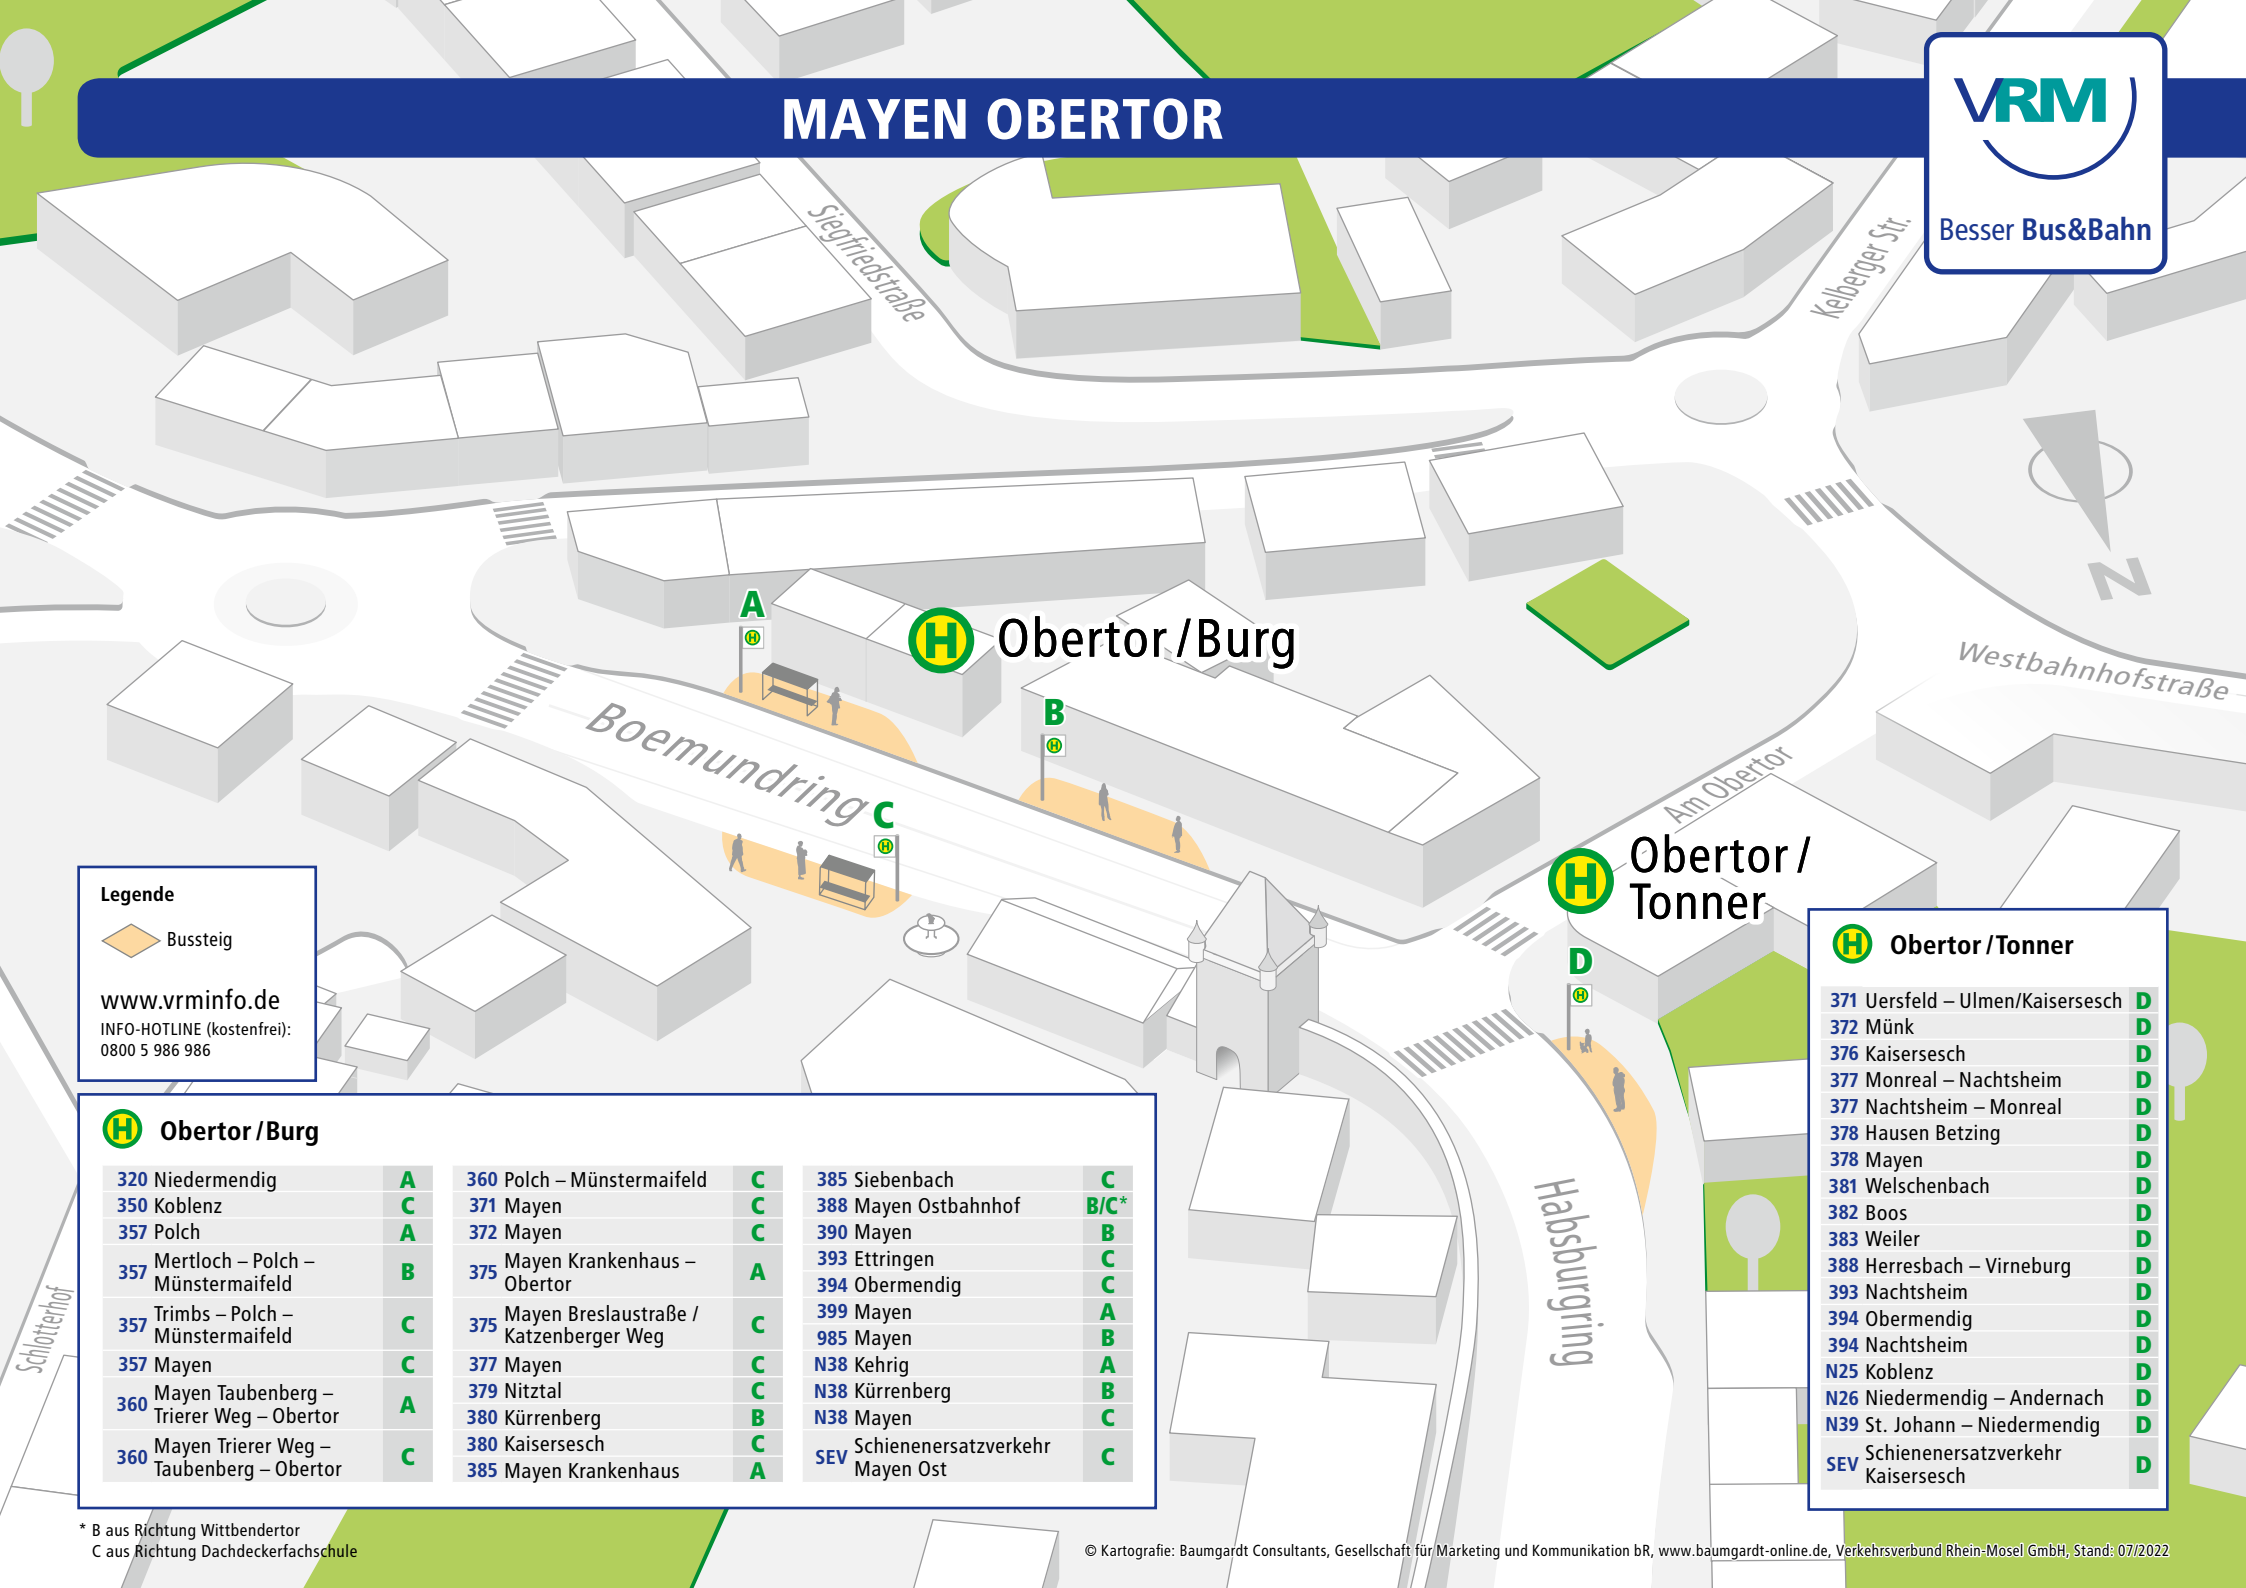 MAYEN OBERTOR
VRM
Besser Bus&Bahn
Siegfriedstraße
Kelberger Str.
N
Westbahnhofstraße
Am Obertor
Boemundring
Habsburgring
Schlotterhof
A
H
H Obertor/Burg
B
H
C
H
H Obertor/
Tonner
D
H
Legende
Bussteig
www.vrminfo.de
INFO-HOTLINE (kostenfrei):
0800 5 986 986
H Obertor/Burg
320 Niedermendig A
350 Koblenz C
357 Polch A
357 Mertloch – Polch –
Münstermaifeld B
357 Trimbs – Polch –
Münstermaifeld C
357 Mayen C
360 Mayen Taubenberg –
Trierer Weg – Obertor A
360 Mayen Trierer Weg –
Taubenberg – Obertor C
360 Polch – Münstermaifeld C
371 Mayen C
372 Mayen C
375 Mayen Krankenhaus –
Obertor A
375 Mayen Breslaustraße /
Katzenberger Weg C
377 Mayen C
379 Nitztal C
380 Kürrenberg B
380 Kaisersesch C
385 Mayen Krankenhaus A
385 Siebenbach C
388 Mayen Ostbahnhof B/C*
390 Mayen B
393 Ettringen C
394 Obermendig C
399 Mayen A
985 Mayen B
N38 Kehrig A
N38 Kürrenberg B
N38 Mayen C
SEV Schienenersatzverkehr
Mayen Ost C
H Obertor/Tonner
371 Uersfeld – Ulmen/Kaisersesch D
372 Münk D
376 Kaisersesch D
377 Monreal – Nachtsheim D
377 Nachtsheim – Monreal D
378 Hausen Betzing D
378 Mayen D
381 Welschenbach D
382 Boos D
383 Weiler D
388 Herresbach – Virneburg D
393 Nachtsheim D
394 Obermendig D
394 Nachtsheim D
N25 Koblenz D
N26 Niedermendig – Andernach D
N39 St. Johann – Niedermendig D
SEV Schienenersatzverkehr
Kaisersesch D
* B aus Richtung Wittbendertor
C aus Richtung Dachdeckerfachschule
© Kartografie: Baumgardt Consultants, Gesellschaft für Marketing und Kommunikation bR, www.baumgardt-online.de, Verkehrsverbund Rhein-Mosel GmbH, Stand: 07/2022